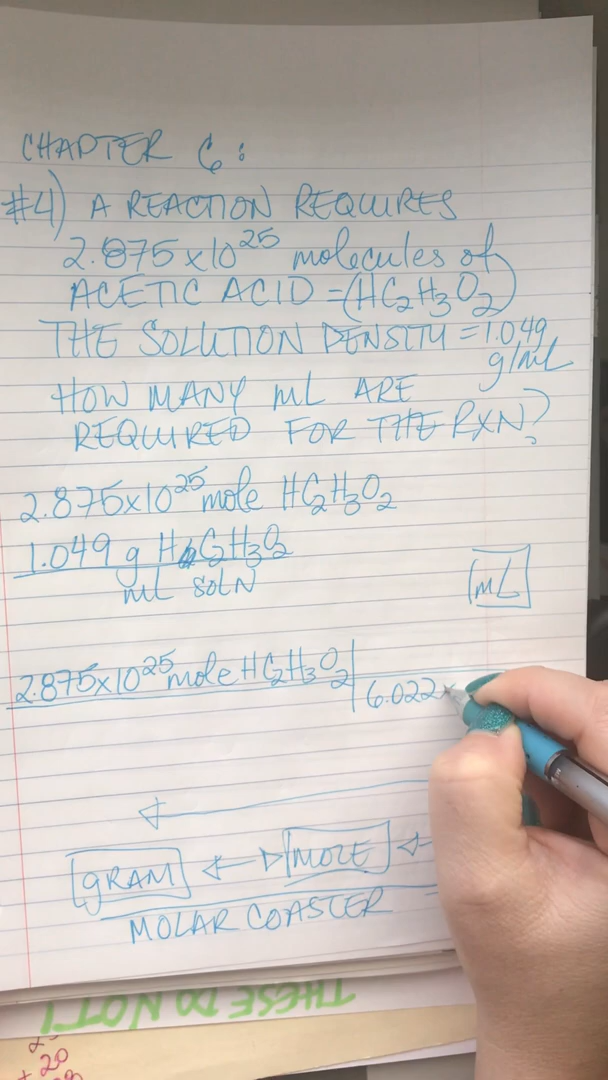 CHAPTER 6:
#4) A REACTION REQUIRES
2.875x10^25 molecules of
ACETIC ACID = (HC2H3O2)
THE SOLUTION DENSITY = 1.049
g/mL
HOW MANY mL ARE
REQUIRED FOR THE RXN?
2.875x10^25 mole HC2H3O2
1.049 g HC2H3O2
mL SOLN
mL
2.875x10^25 mole HC2H3O2
6.022x
GRAM MOLE
MOLAR COASTER
THESE DO NOT!
+ 20